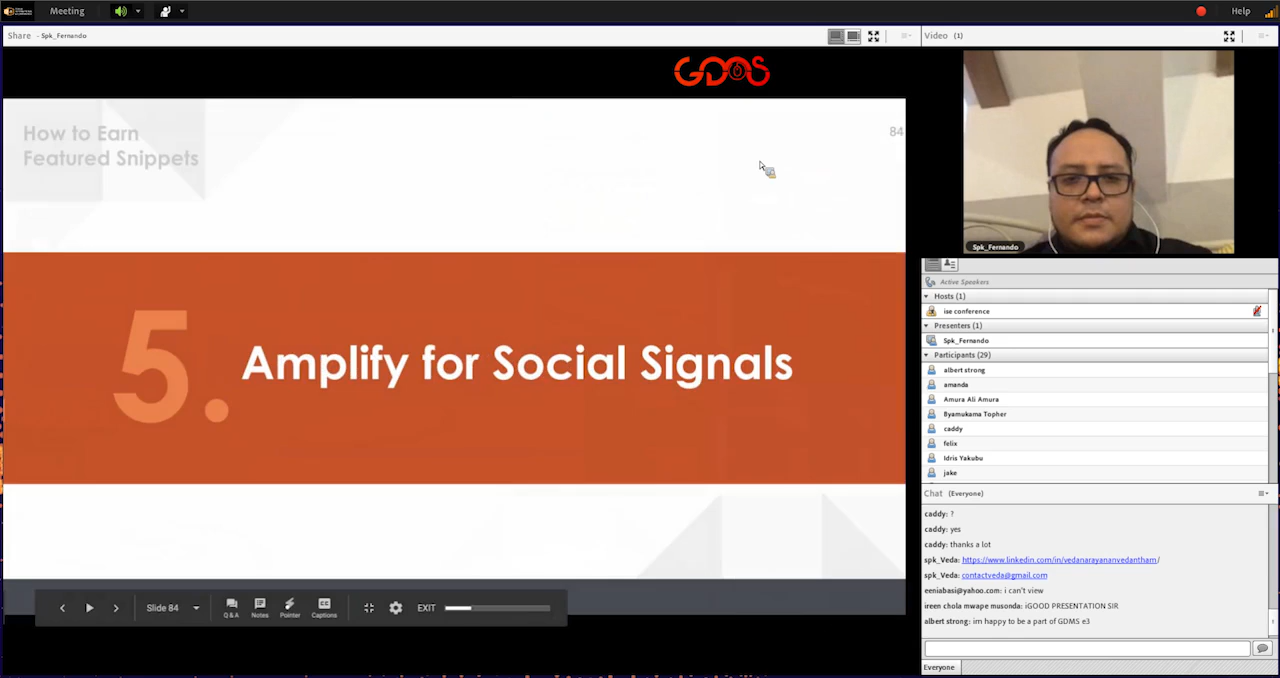 Meeting
Help
Share - Spk_Fernando
Video (1)
GDMS
How to Earn
Featured Snippets
84
5. Amplify for Social Signals
Slide 84
Q & A
Notes
Pointer
Captions
EXIT
Spk_Fernando
Active Speakers
Hosts (1)
ise conference
Presenters (1)
Spk_Fernando
Participants (29)
albert strong
amanda
Amura Ali Amura
Byamukama Topher
caddy
felix
Idris Yakubu
jake
Chat (Everyone)
caddy: ?
caddy: yes
caddy: thanks a lot
spk_Veda: https://www.linkedin.com/in/vedanarayananvedantham/
spk_Veda: contactveda@gmail.com
eeniabasi@yahoo.com: i can't view
ireen chola mwape musonda: iGOOD PRESENTATION SIR
albert strong: im happy to be a part of GDMS e3
Everyone